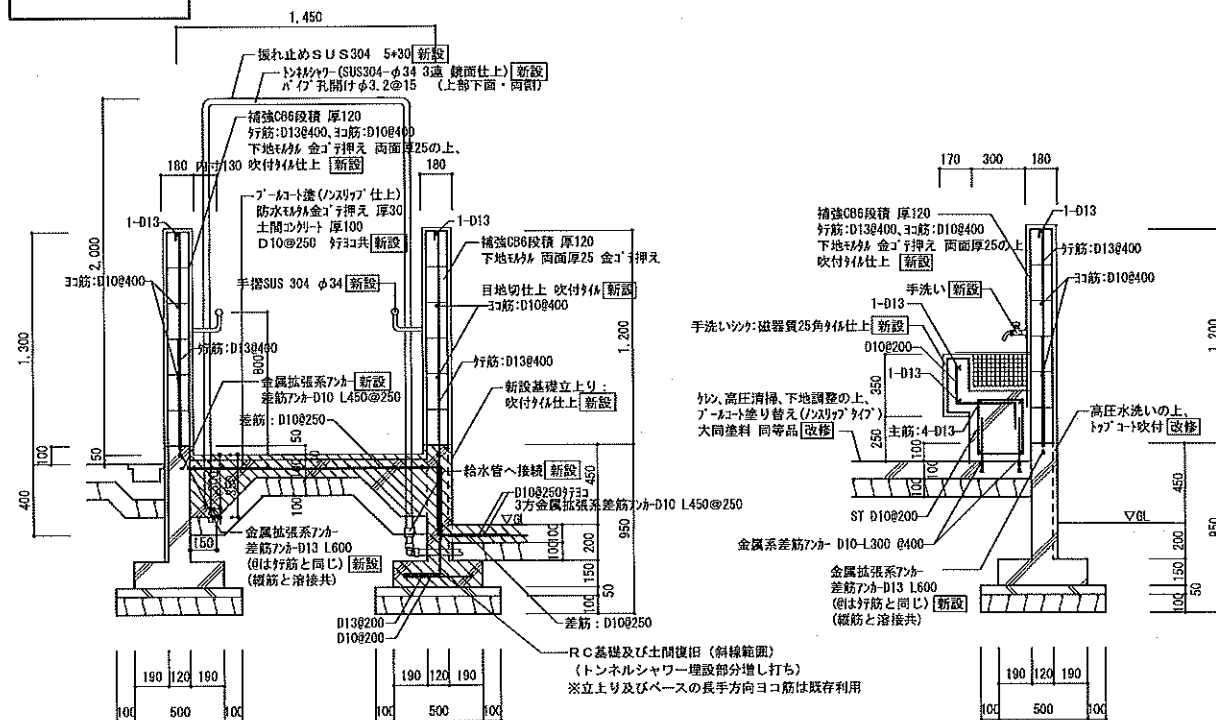 1,450
振れ止めSUS304 5*30 新設
トンネルシャワー(SUS304-φ34 3連 鏡面仕上) 新設
パイプ孔開けφ3.2@15 (上部下面・両側)
補強CB6段積 厚120
タテ筋:D13@400、ヨコ筋:D10@400
下地モルタル 金ゴテ押え 両面厚25の上、
吹付タイル仕上 新設
180 内寸130
180
プールコート塗(ノンスリップ仕上)
防水モルタル金ゴテ押え 厚30
土間コンクリート 厚100
D10@250 タテヨコ共 新設
1-D13
1-D13
2,000
補強CB6段積 厚120
下地モルタル 両面厚25 金ゴテ押え
ヨコ筋:D10@400
手摺SUS 304 φ34 新設
目地切仕上 吹付タイル 新設
ヨコ筋:D10@400
1,300
1,200
タテ筋:D13@400
800
タテ筋:D13@400
金属拡張系アンカー 新設
差筋アンカーD10 L450@250
新設基礎立上り:
吹付タイル仕上 新設
差筋:D10@250
50
100
50
100
給水管へ接続 新設
450
D10@250タテヨコ
3方金属拡張系差筋アンカーD10 L450@250
400
▽GL
950
150
100
100
200
金属拡張系アンカー
差筋アンカーD13 L600
(@はタテ筋と同じ) 新設
(縦筋と溶接共)
150
50
100
D13@200
D10@200
差筋:D10@250
RC基礎及び土間復旧 (斜線範囲)
(トンネルシャワー埋設部分増し打ち)
※立上り及びベースの長手方向ヨコ筋は既存利用
190 120 190
190 120 190
100 500 100
100 500 100
170 300 180
補強CB6段積 厚120
タテ筋:D13@400、ヨコ筋:D10@400
下地モルタル 金ゴテ押え 両面厚25の上
吹付タイル仕上 新設
1-D13
タテ筋:D13@400
ヨコ筋:D10@400
手洗い 新設
1-D13
手洗いシンク:磁器質25角タイル仕上 新設
D10@200
1-D13
350
1,200
ケレン、高圧清掃、下地調整の上、
プールコート塗り替え(ノンスリップタイプ)
大同塗料 同等品 改修
主筋:4-D13
250
高圧水洗いの上、
トップコート吹付 改修
100
100
100
450
ST D10@200
▽GL
950
金属系差筋アンカー D10-L300 @400
200
金属拡張系アンカー
差筋アンカーD13 L600
(@はタテ筋と同じ) 新設
(縦筋と溶接共)
150
50
100
190 120 190
100 500 100